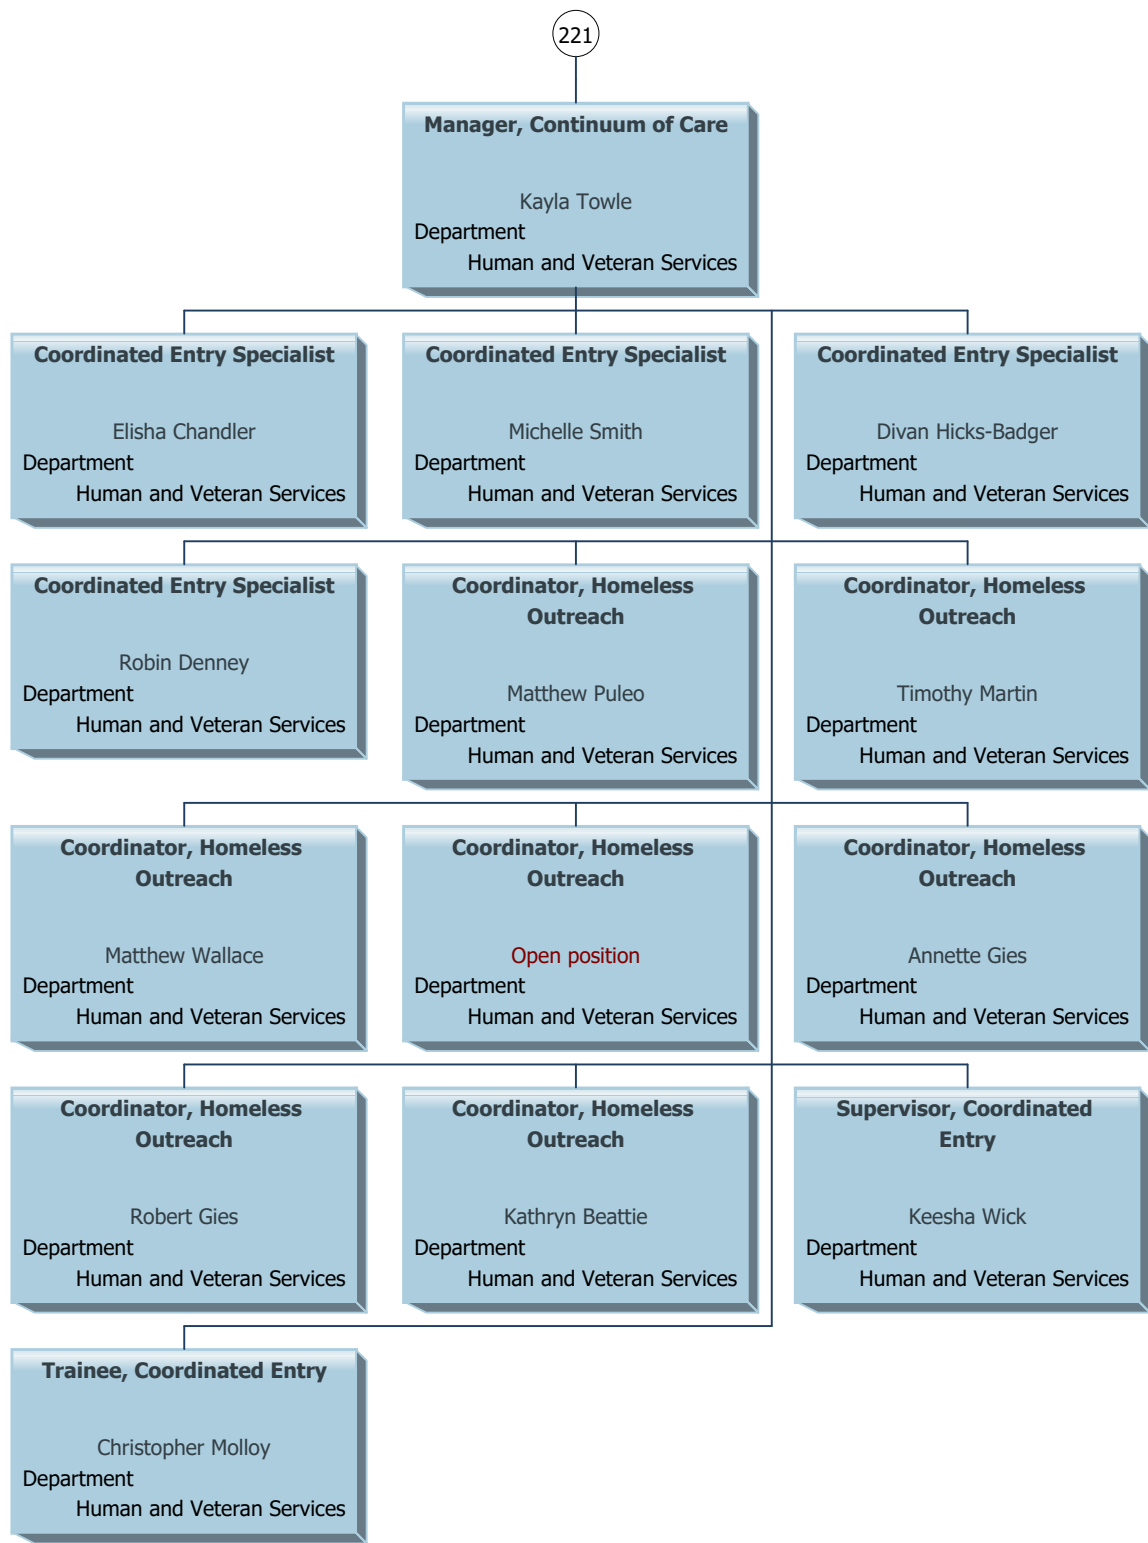 221
Manager, Continuum of Care
Kayla Towle
Department
Human and Veteran Services
Coordinated Entry Specialist
Elisha Chandler
Department
Human and Veteran Services
Coordinated Entry Specialist
Michelle Smith
Department
Human and Veteran Services
Coordinated Entry Specialist
Divan Hicks-Badger
Department
Human and Veteran Services
Coordinated Entry Specialist
Robin Denney
Department
Human and Veteran Services
Coordinator, Homeless
Outreach
Matthew Puleo
Department
Human and Veteran Services
Coordinator, Homeless
Outreach
Timothy Martin
Department
Human and Veteran Services
Coordinator, Homeless
Outreach
Matthew Wallace
Department
Human and Veteran Services
Coordinator, Homeless
Outreach
Open position
Department
Human and Veteran Services
Coordinator, Homeless
Outreach
Annette Gies
Department
Human and Veteran Services
Coordinator, Homeless
Outreach
Robert Gies
Department
Human and Veteran Services
Coordinator, Homeless
Outreach
Kathryn Beattie
Department
Human and Veteran Services
Supervisor, Coordinated
Entry
Keesha Wick
Department
Human and Veteran Services
Trainee, Coordinated Entry
Christopher Molloy
Department
Human and Veteran Services